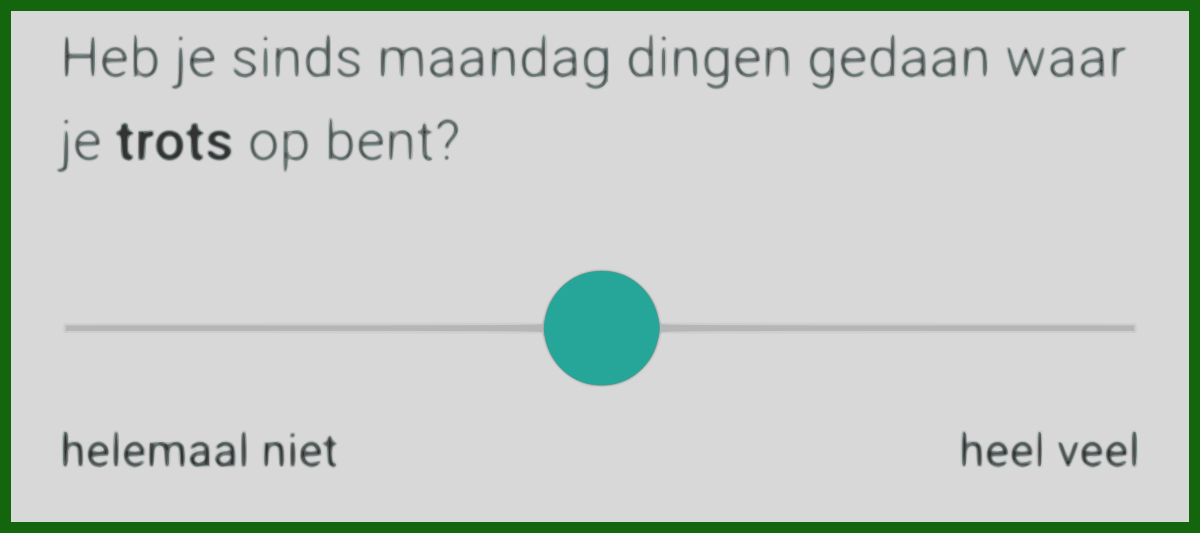 Heb je sinds maandag dingen gedaan waar
je trots op bent?
helemaal niet
heel veel